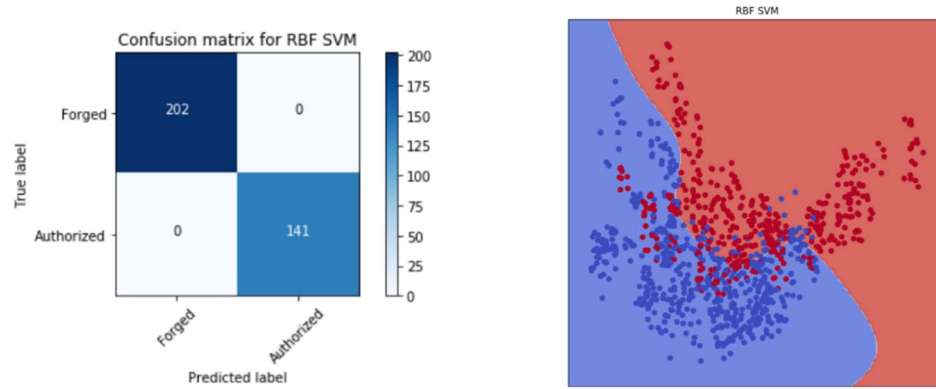 Confusion matrix for RBF SVM
Forged
Authorized
True label
202
0
0
141
Forged
Authorized
Predicted label
200
175
150
125
100
75
50
25
0
RBF SVM